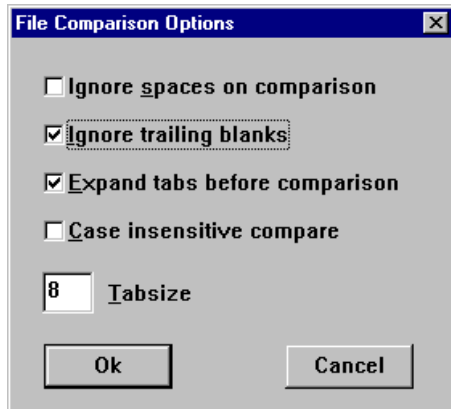 File Comparison Options
Ignore spaces on comparison
Ignore trailing blanks
Expand tabs before comparison
Case insensitive compare
8 Tabsize
Ok Cancel